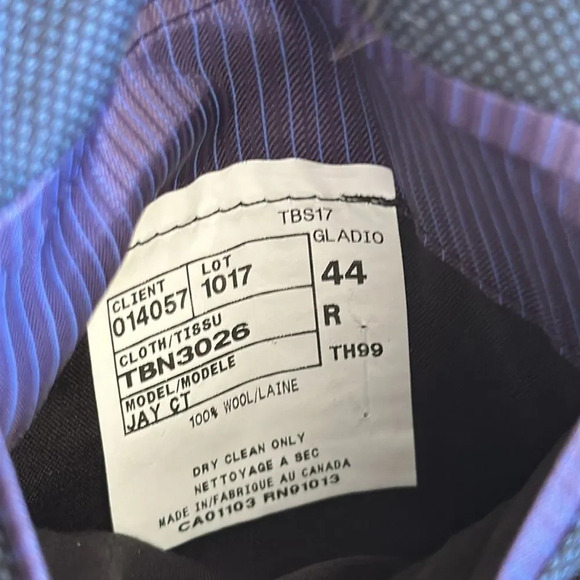 TBS17
GLADIO
CLIENT LOT
014057 1017
44
CLOTH/TISSU
TBN3026
R
MODEL/MODELE
JAY CT
TH99
100% WOOL/LAINE
DRY CLEAN ONLY
NETTOYAGE A SEC
MADE IN/FABRIQUE AU CANADA
CA01103 RN91013